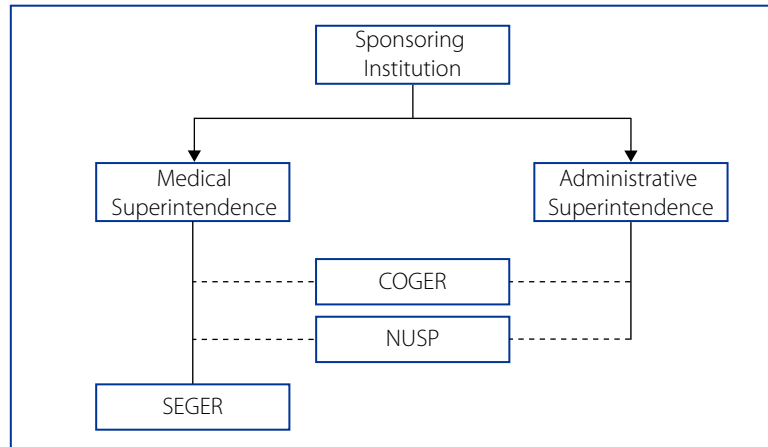 Sponsoring
Institution
Medical
Superintendence
Administrative
Superintendence
COGER
NUSP
SEGER